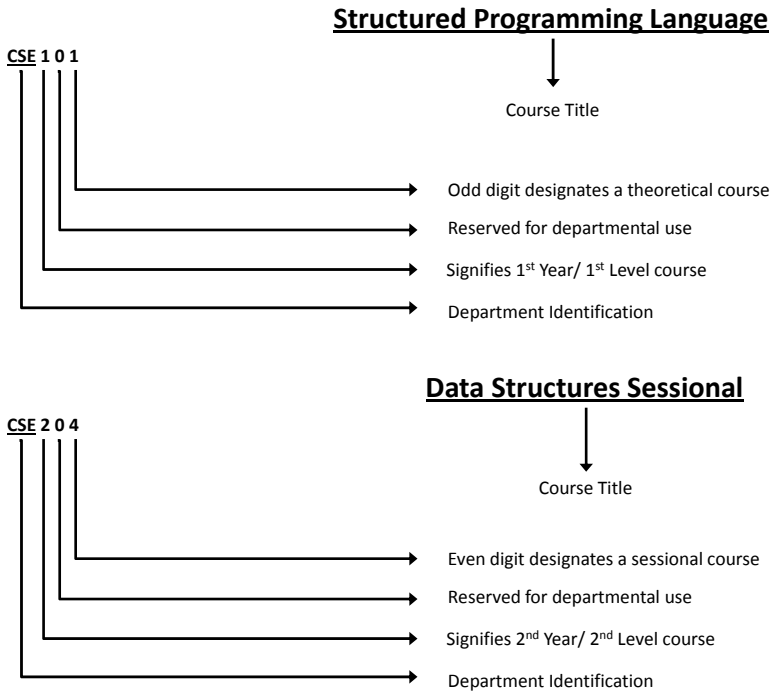 Structured Programming Language
CSE 1 0 1
Course Title
Odd digit designates a theoretical course
Reserved for departmental use
Signifies 1st Year/ 1st Level course
Department Identification
Data Structures Sessional
CSE 2 0 4
Course Title
Even digit designates a sessional course
Reserved for departmental use
Signifies 2nd Year/ 2nd Level course
Department Identification